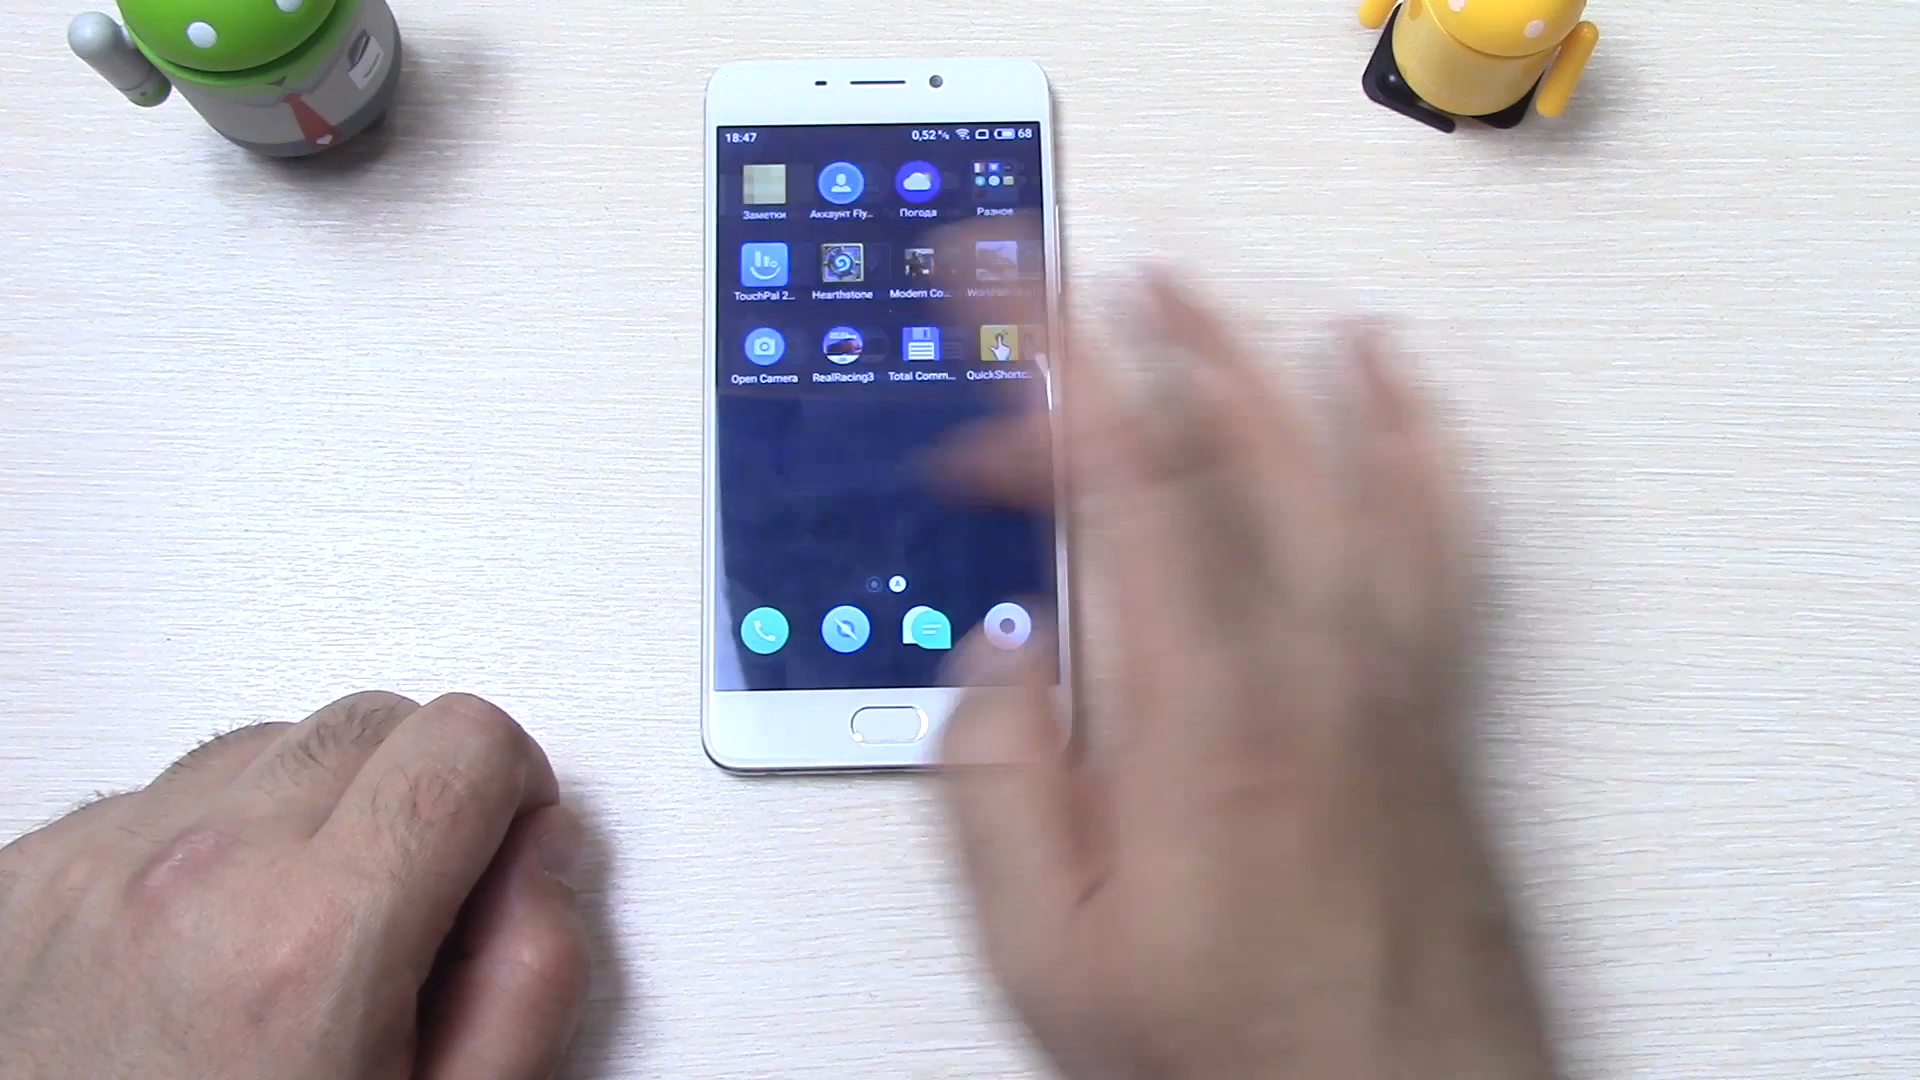 18:47 0,52 K/s 68
Заметки Аккаунт Fly... Погода Разное
TouchPal 2... Hearthstone Modern Co...
Open Camera RealRacing3 Total Comm... QuickShortc...